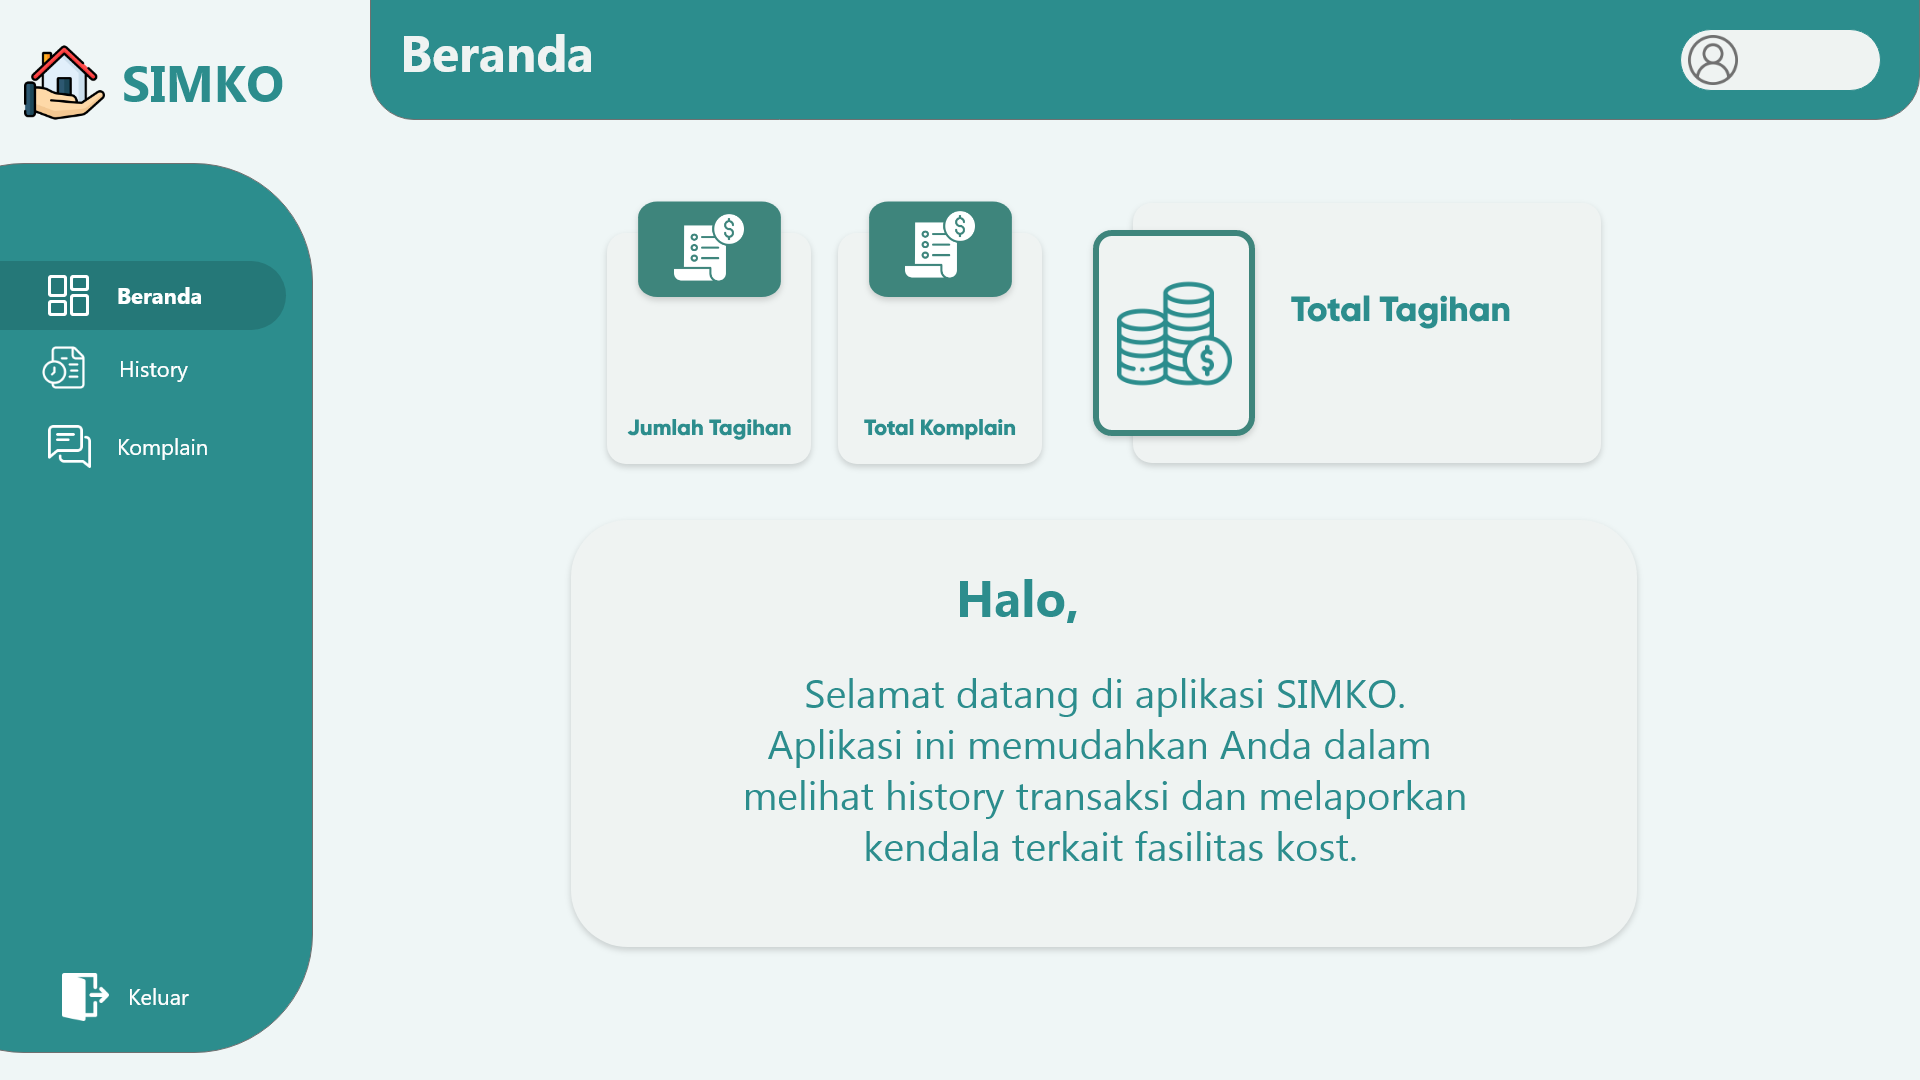 SIMKO
Beranda
Beranda
History
Komplain
Keluar
$
Jumlah Tagihan
$
Total Komplain
$
Total Tagihan
Halo,
Selamat datang di aplikasi SIMKO.
Aplikasi ini memudahkan Anda dalam
melihat history transaksi dan melaporkan
kendala terkait fasilitas kost.